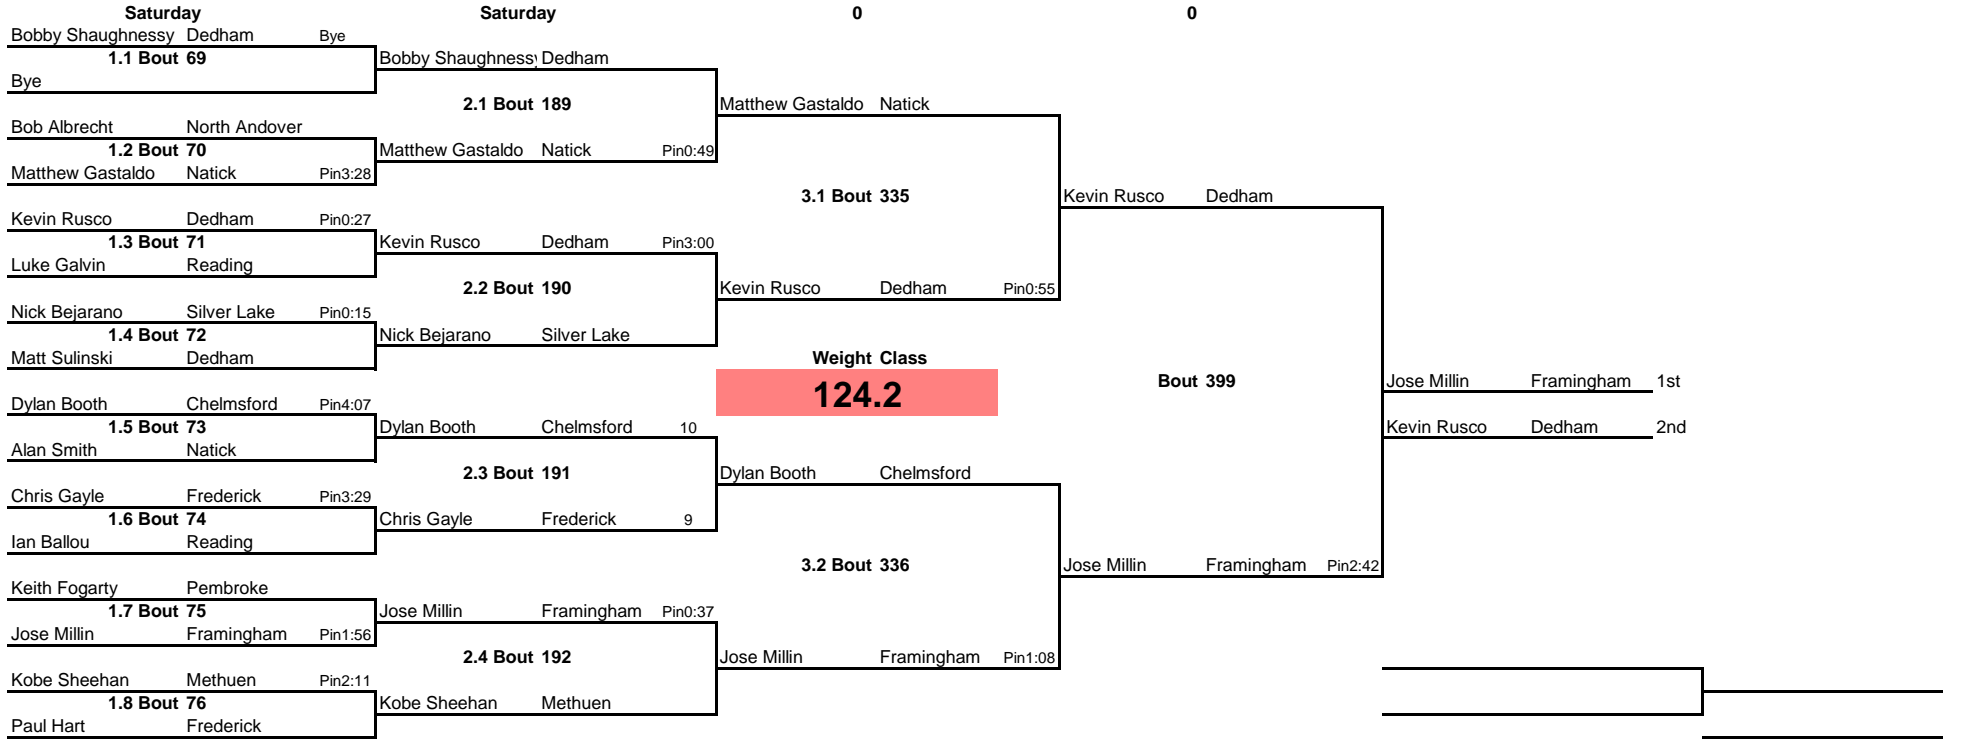 Saturday Saturday 0 0
Bobby Shaughnessy Dedham Bye
1.1 Bout 69 Bobby Shaughnessy Dedham
Bye
2.1 Bout 189 Matthew Gastaldo Natick
Bob Albrecht North Andover
1.2 Bout 70 Matthew Gastaldo Natick Pin0:49
Matthew Gastaldo Natick Pin3:28
3.1 Bout 335 Kevin Rusco Dedham
Kevin Rusco Dedham Pin0:27
1.3 Bout 71 Kevin Rusco Dedham Pin3:00
Luke Galvin Reading
2.2 Bout 190 Kevin Rusco Dedham Pin0:55
Nick Bejarano Silver Lake Pin0:15
1.4 Bout 72 Nick Bejarano Silver Lake
Matt Sulinski Dedham Weight Class
Bout 399 Jose Millin Framingham 1st
124.2
Dylan Booth Chelmsford Pin4:07
1.5 Bout 73 Dylan Booth Chelmsford 10 Kevin Rusco Dedham 2nd
Alan Smith Natick
2.3 Bout 191 Dylan Booth Chelmsford
Chris Gayle Frederick Pin3:29
1.6 Bout 74 Chris Gayle Frederick 9
Ian Ballou Reading
3.2 Bout 336 Jose Millin Framingham Pin2:42
Keith Fogarty Pembroke
1.7 Bout 75 Jose Millin Framingham Pin0:37
Jose Millin Framingham Pin1:56
2.4 Bout 192 Jose Millin Framingham Pin1:08
Kobe Sheehan Methuen Pin2:11
1.8 Bout 76 Kobe Sheehan Methuen
Paul Hart Frederick